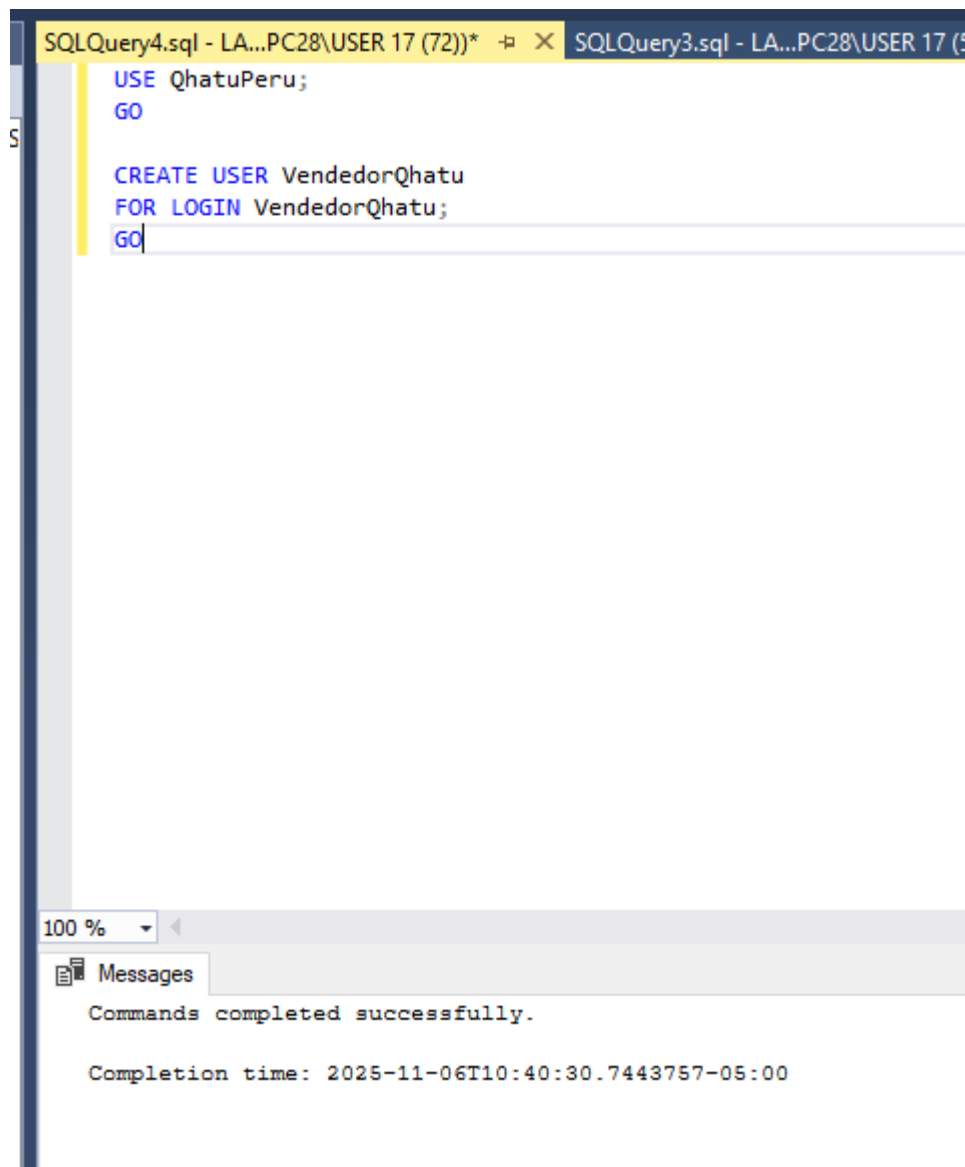 SQLQuery4.sql - LA...PC28\USER 17 (72))* SQLQuery3.sql - LA...PC28\USER 17 (5
USE QhatuPeru;
GO
S
CREATE USER VendedorQhatu
FOR LOGIN VendedorQhatu;
GO
100 %
Messages
Commands completed successfully.
Completion time: 2025-11-06T10:40:30.7443757-05:00